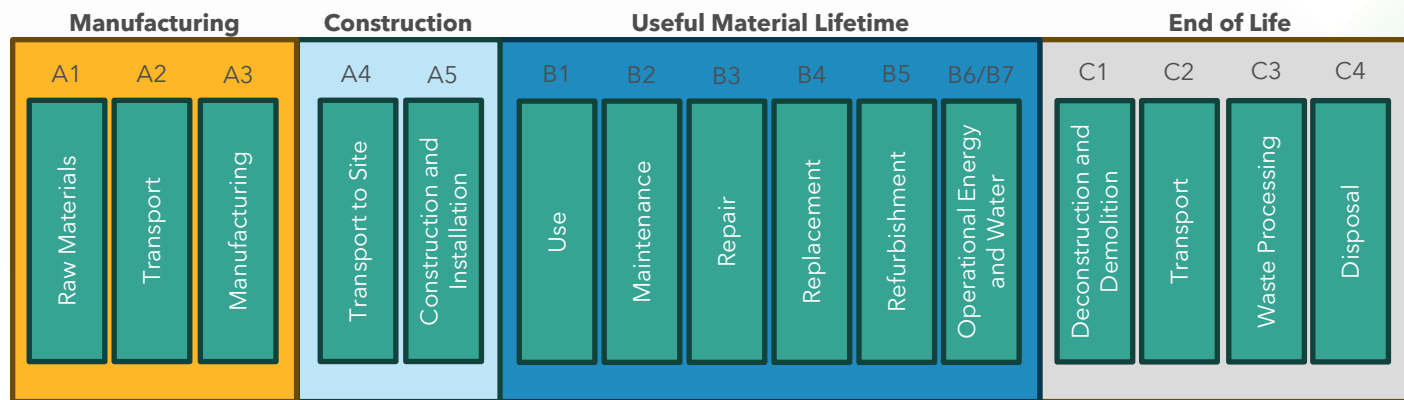 Manufacturing
Construction
Useful Material Lifetime
End of Life
A1
A2
A3
A4
A5
B1
B2
B3
B4
B5
B6/B7
C1
C2
C3
C4
Raw Materials
Transport
Manufacturing
Transport to Site
Construction and
Installation
Use
Maintenance
Repair
Replacement
Refurbishment
Operational Energy
and Water
Deconstruction and
Demolition
Transport
Waste Processing
Disposal